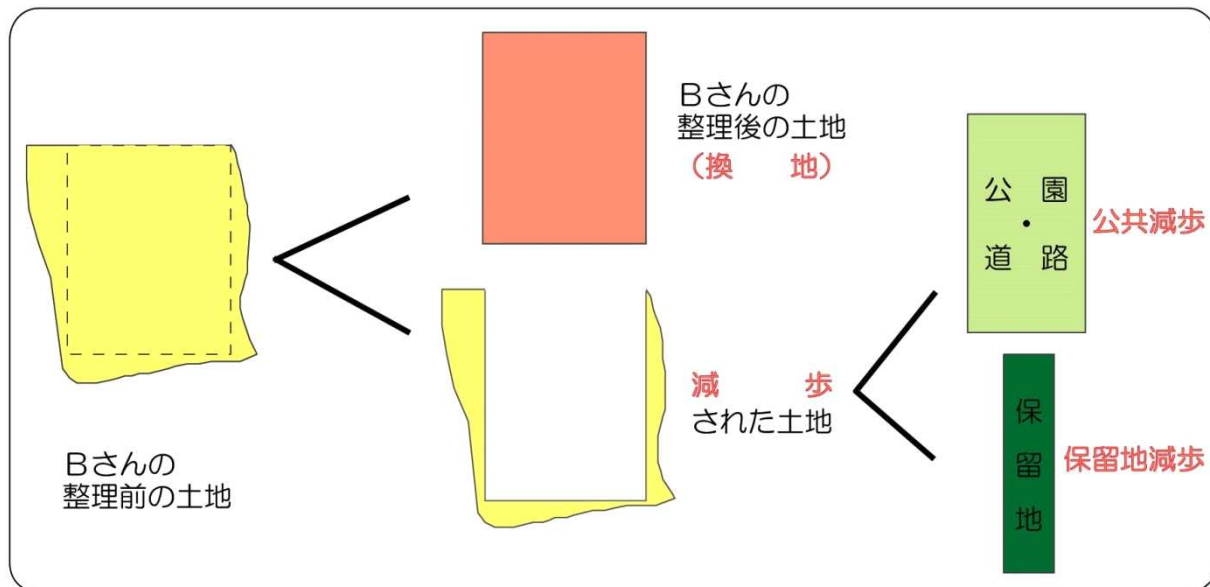 Bさんの
整理前の土地
Bさんの
整理後の土地
(換　　地)
減　　　歩
された土地
公　園
・
道　路
公共減歩
保
留
地
保留地減歩